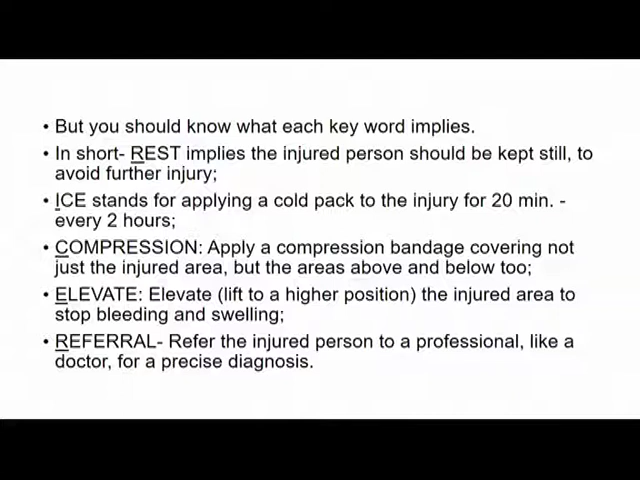 • But you should know what each key word implies.
• In short- REST implies the injured person should be kept still, to
avoid further injury;
• ICE stands for applying a cold pack to the injury for 20 min. -
every 2 hours;
• COMPRESSION: Apply a compression bandage covering not
just the injured area, but the areas above and below too;
• ELEVATE: Elevate (lift to a higher position) the injured area to
stop bleeding and swelling;
• REFERRAL- Refer the injured person to a professional, like a
doctor, for a precise diagnosis.